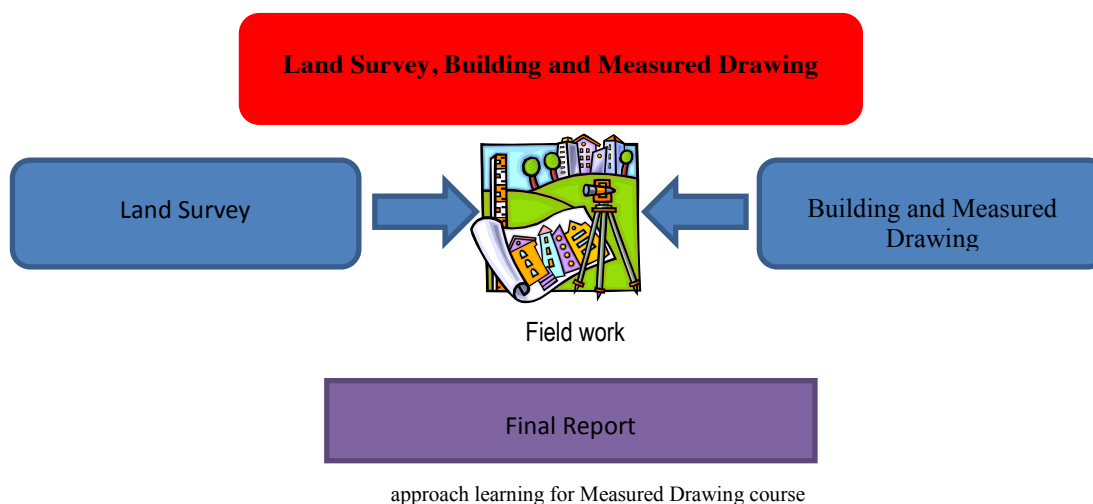 Land Survey, Building and Measured Drawing
Land Survey
Building and Measured
Drawing
Field work
Final Report
approach learning for Measured Drawing course